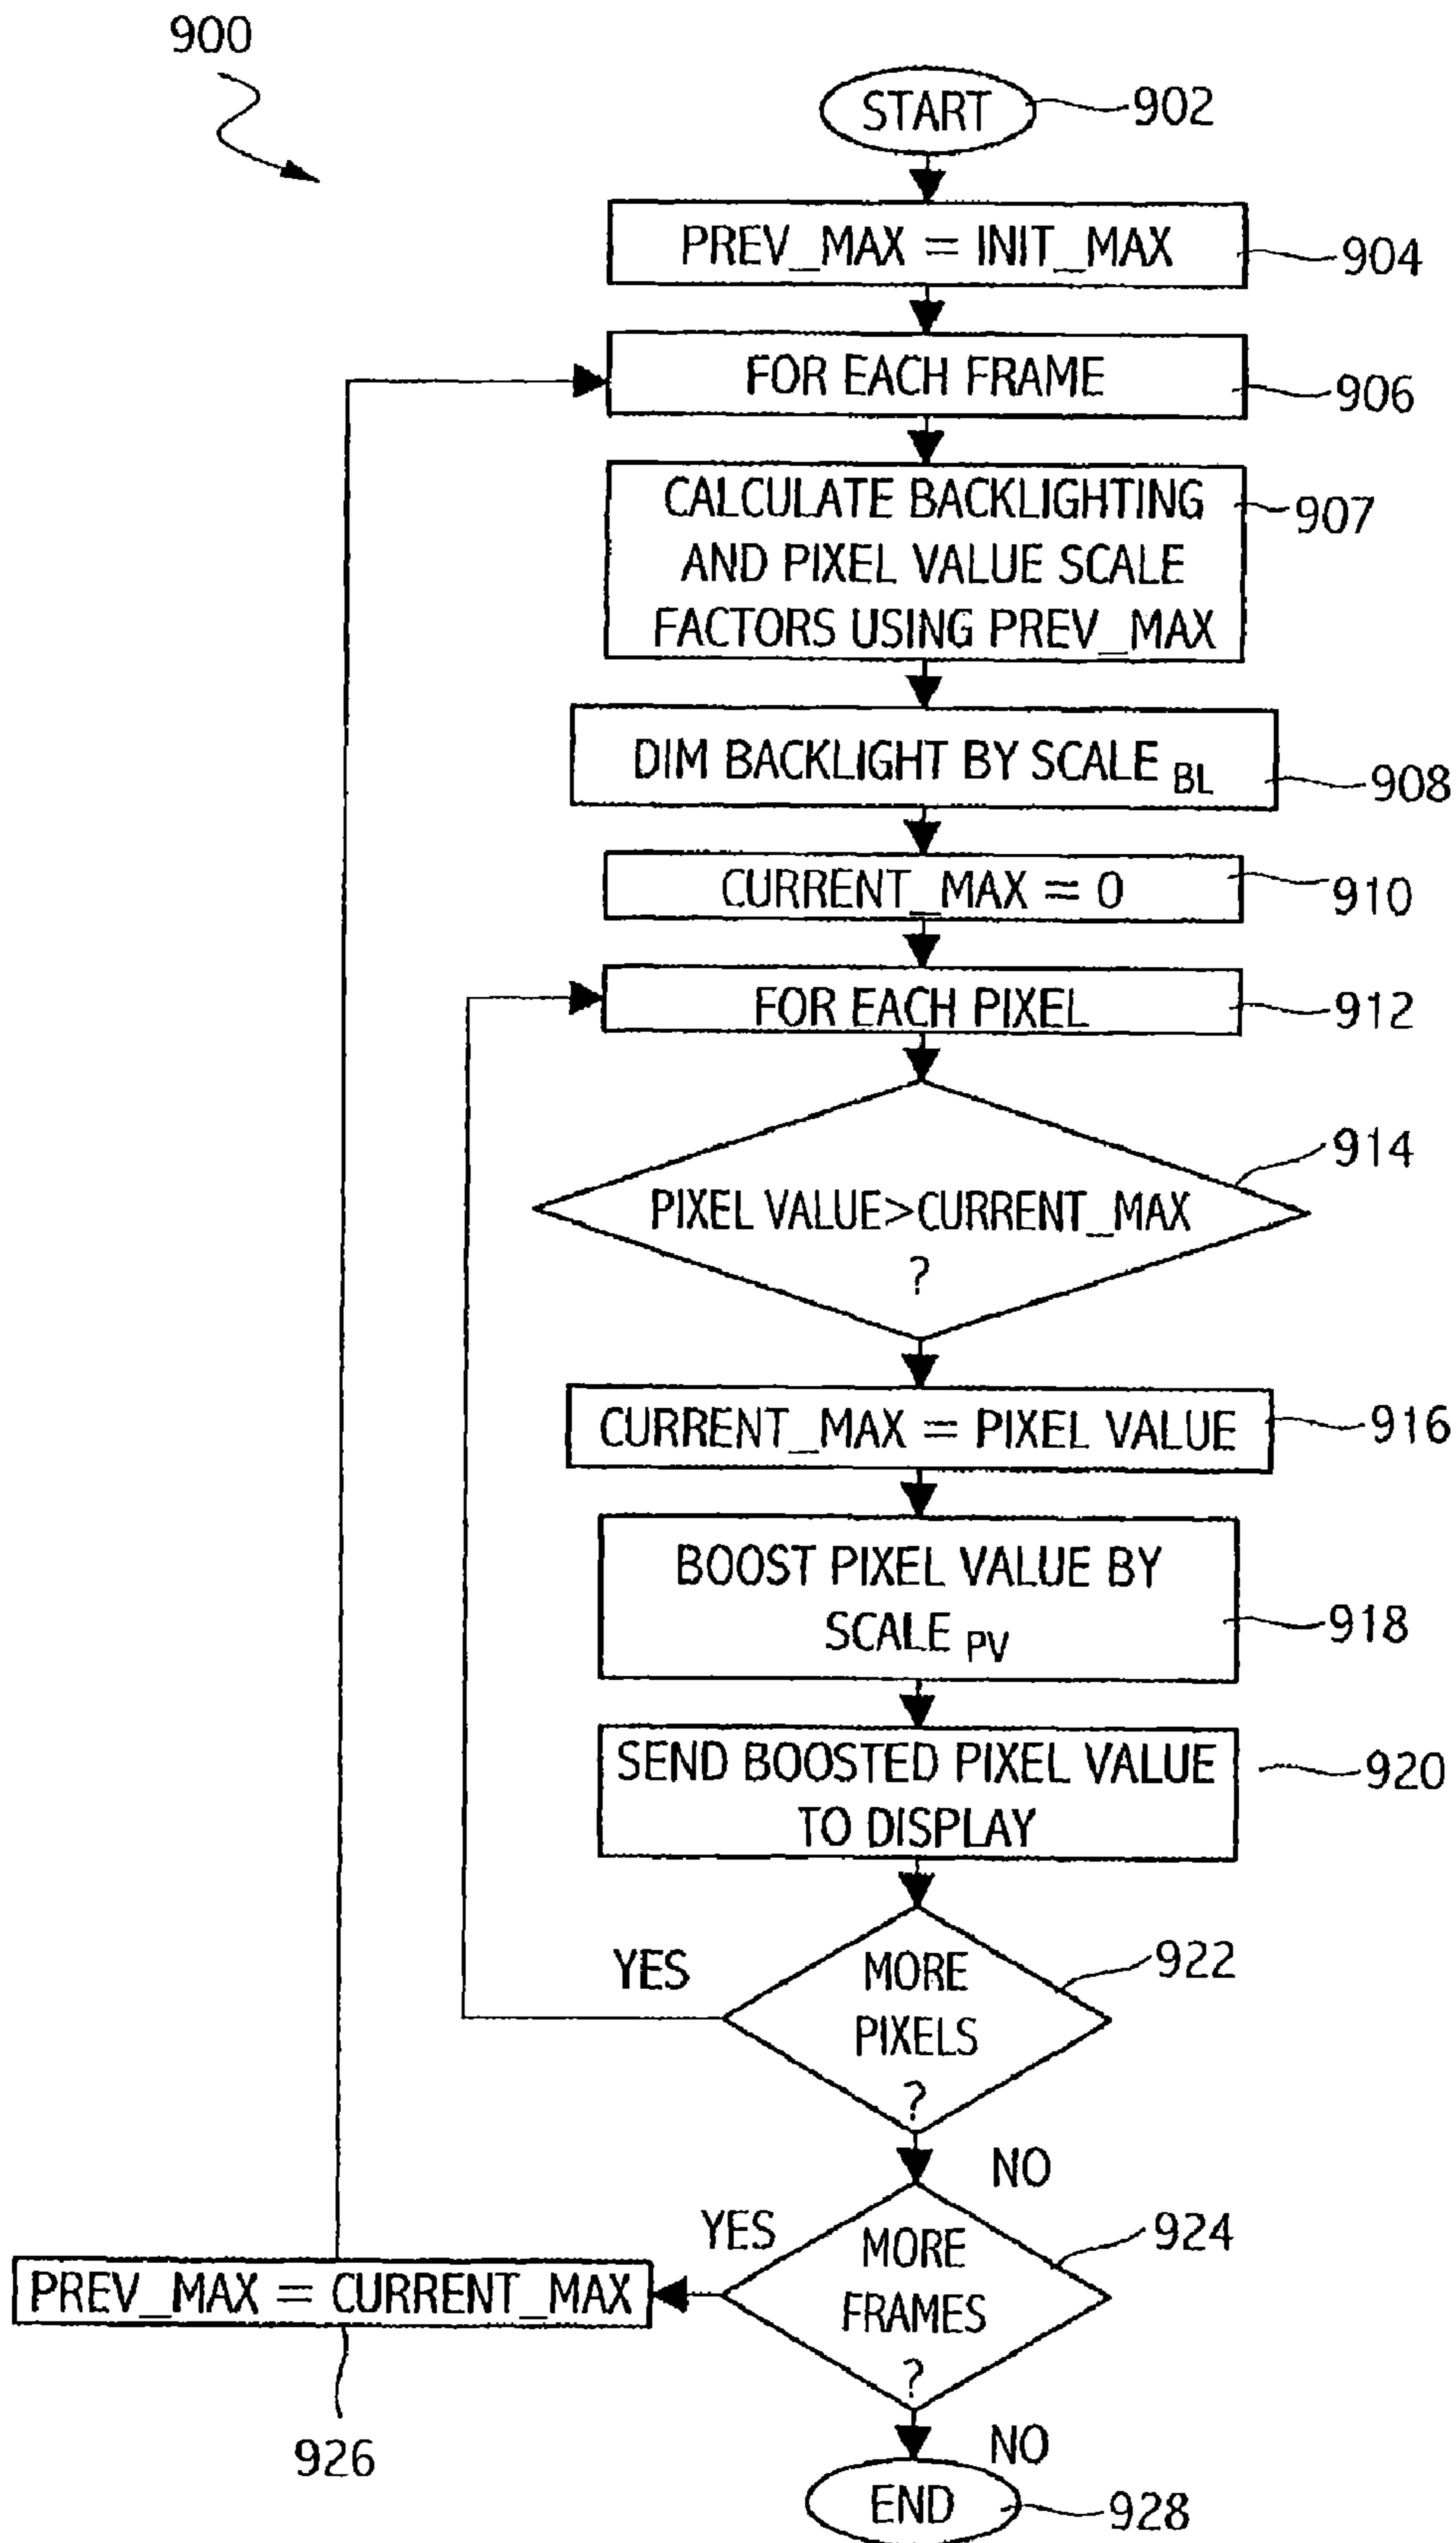 900
START
902
PREV_MAX = INIT_MAX
904
FOR EACH FRAME
906
CALCULATE BACKLIGHTING
AND PIXEL VALUE SCALE
FACTORS USING PREV_MAX
907
DIM BACKLIGHT BY SCALE BL
908
CURRENT_MAX = 0
910
FOR EACH PIXEL
912
914
PIXEL VALUE>CURRENT_MAX
?
CURRENT_MAX = PIXEL VALUE
916
BOOST PIXEL VALUE BY
SCALE PV
918
SEND BOOSTED PIXEL VALUE
TO DISPLAY
920
YES
MORE
PIXELS
?
922
NO
YES
MORE
FRAMES
?
924
PREV_MAX = CURRENT_MAX
926
NO
END
928